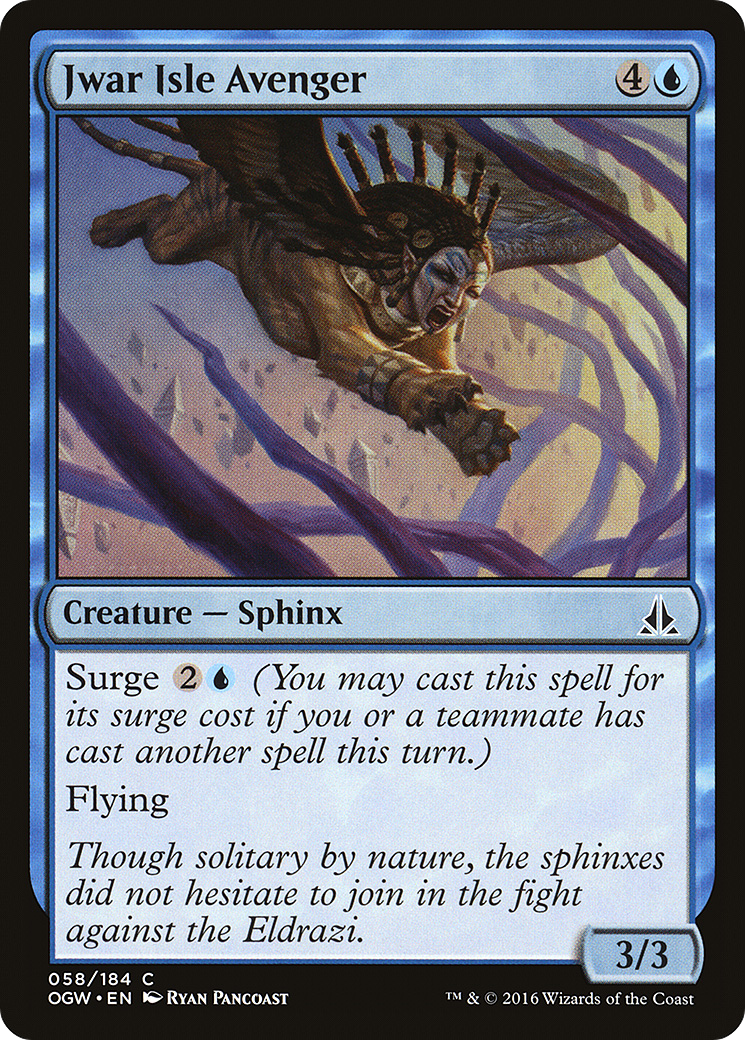 Jwar Isle Avenger 4
Creature — Sphinx
Surge 2 (You may cast this spell for
its surge cost if you or a teammate has
cast another spell this turn.)
Flying
Though solitary by nature, the sphinxes
did not hesitate to join in the fight
against the Eldrazi.
3/3
058/184 C
OGW • EN Ryan Pancoast
™ & © 2016 Wizards of the Coast